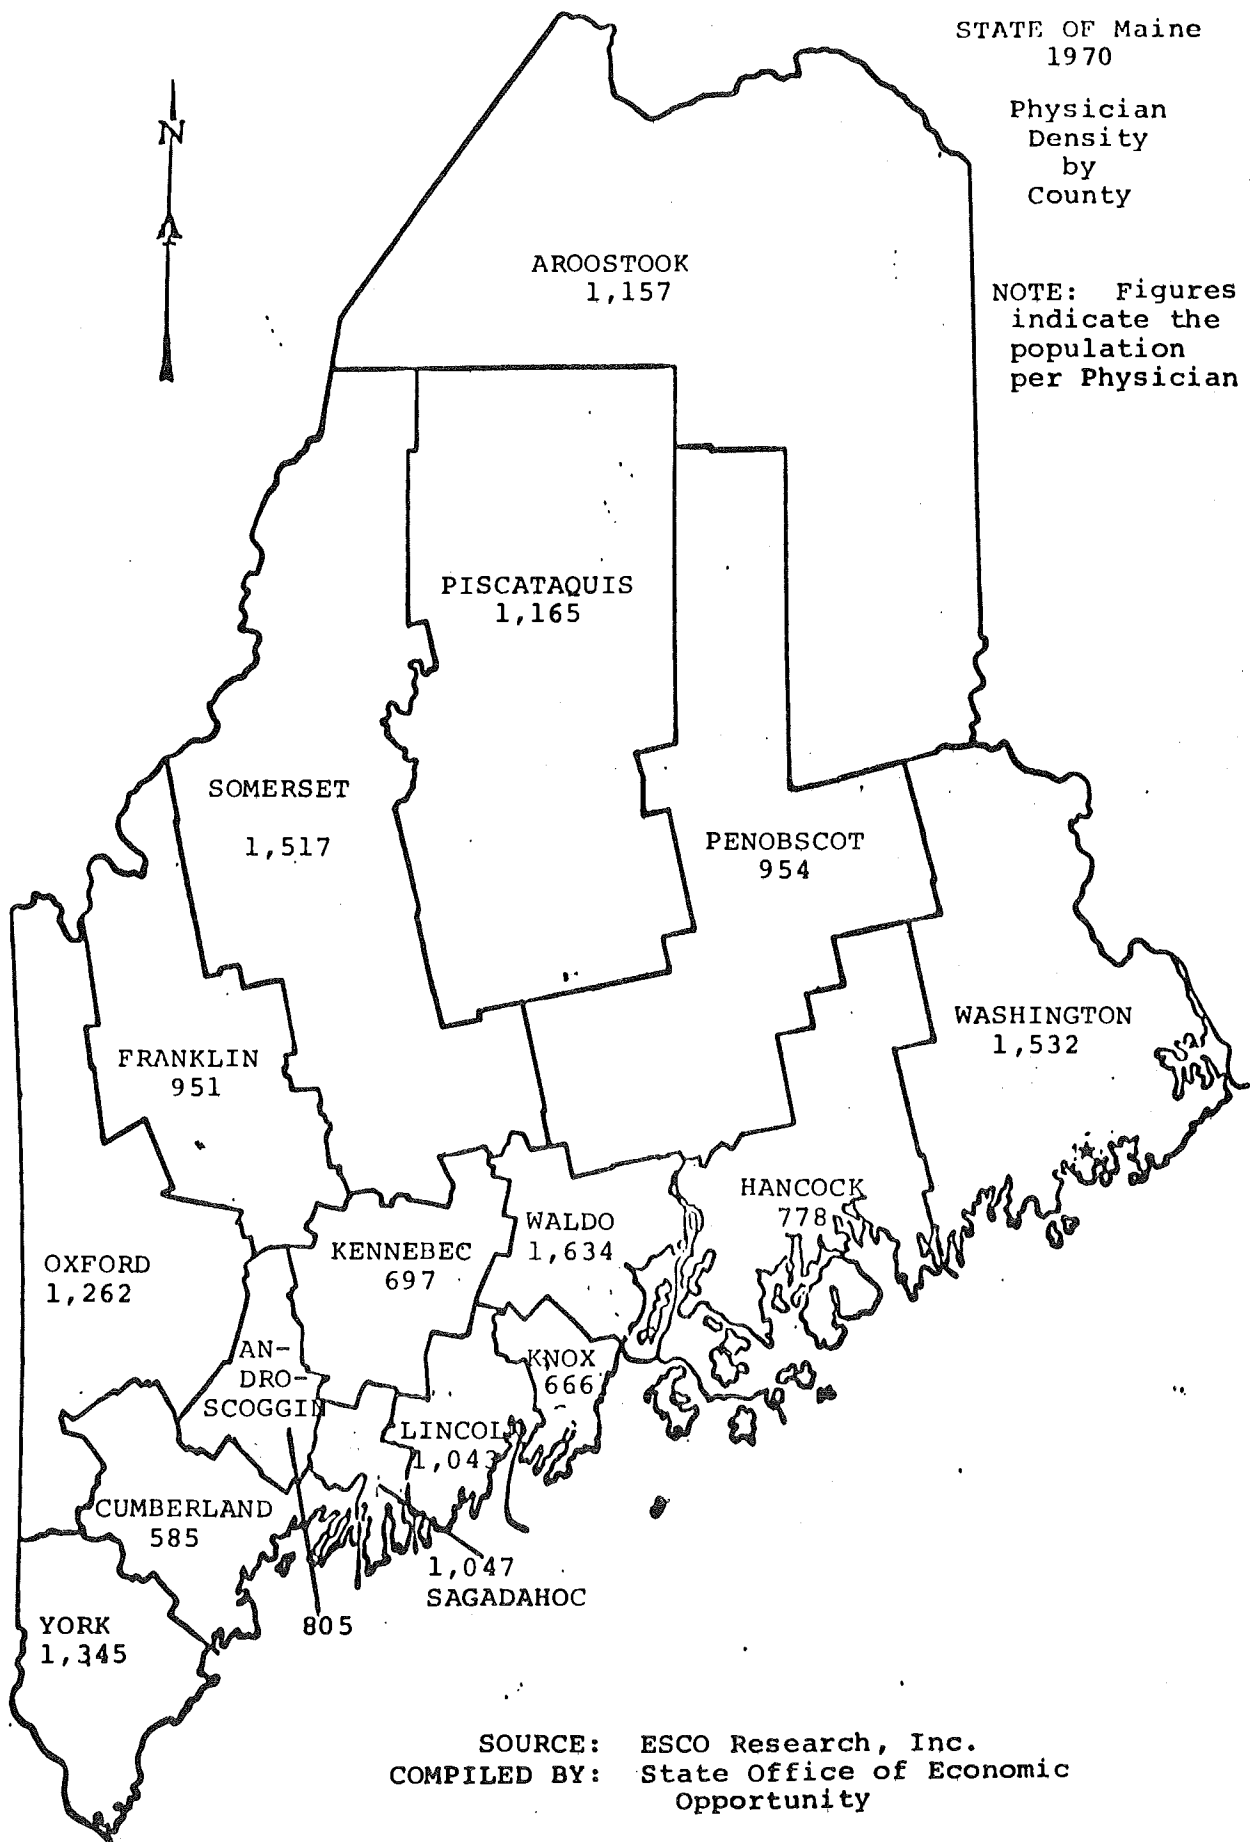 STATE OF Maine
1970
Physician
Density
by
County
N
AROOSTOOK
1,157
NOTE: Figures
indicate the
population
per Physician
PISCATAQUIS
1,165
SOMERSET
1,517
PENOBSCOT
954
WASHINGTON
1,532
FRANKLIN
951
HANCOCK
778
WALDO
1,634
KENNEBEC
697
OXFORD
1,262
AN-
DRO-
SCOGGIN
KNOX
666
LINCOLN
1,043
CUMBERLAND
585
1,047
SAGADAHOC
805
YORK
1,345
SOURCE: ESCO Research, Inc.
COMPILED BY: State Office of Economic
Opportunity